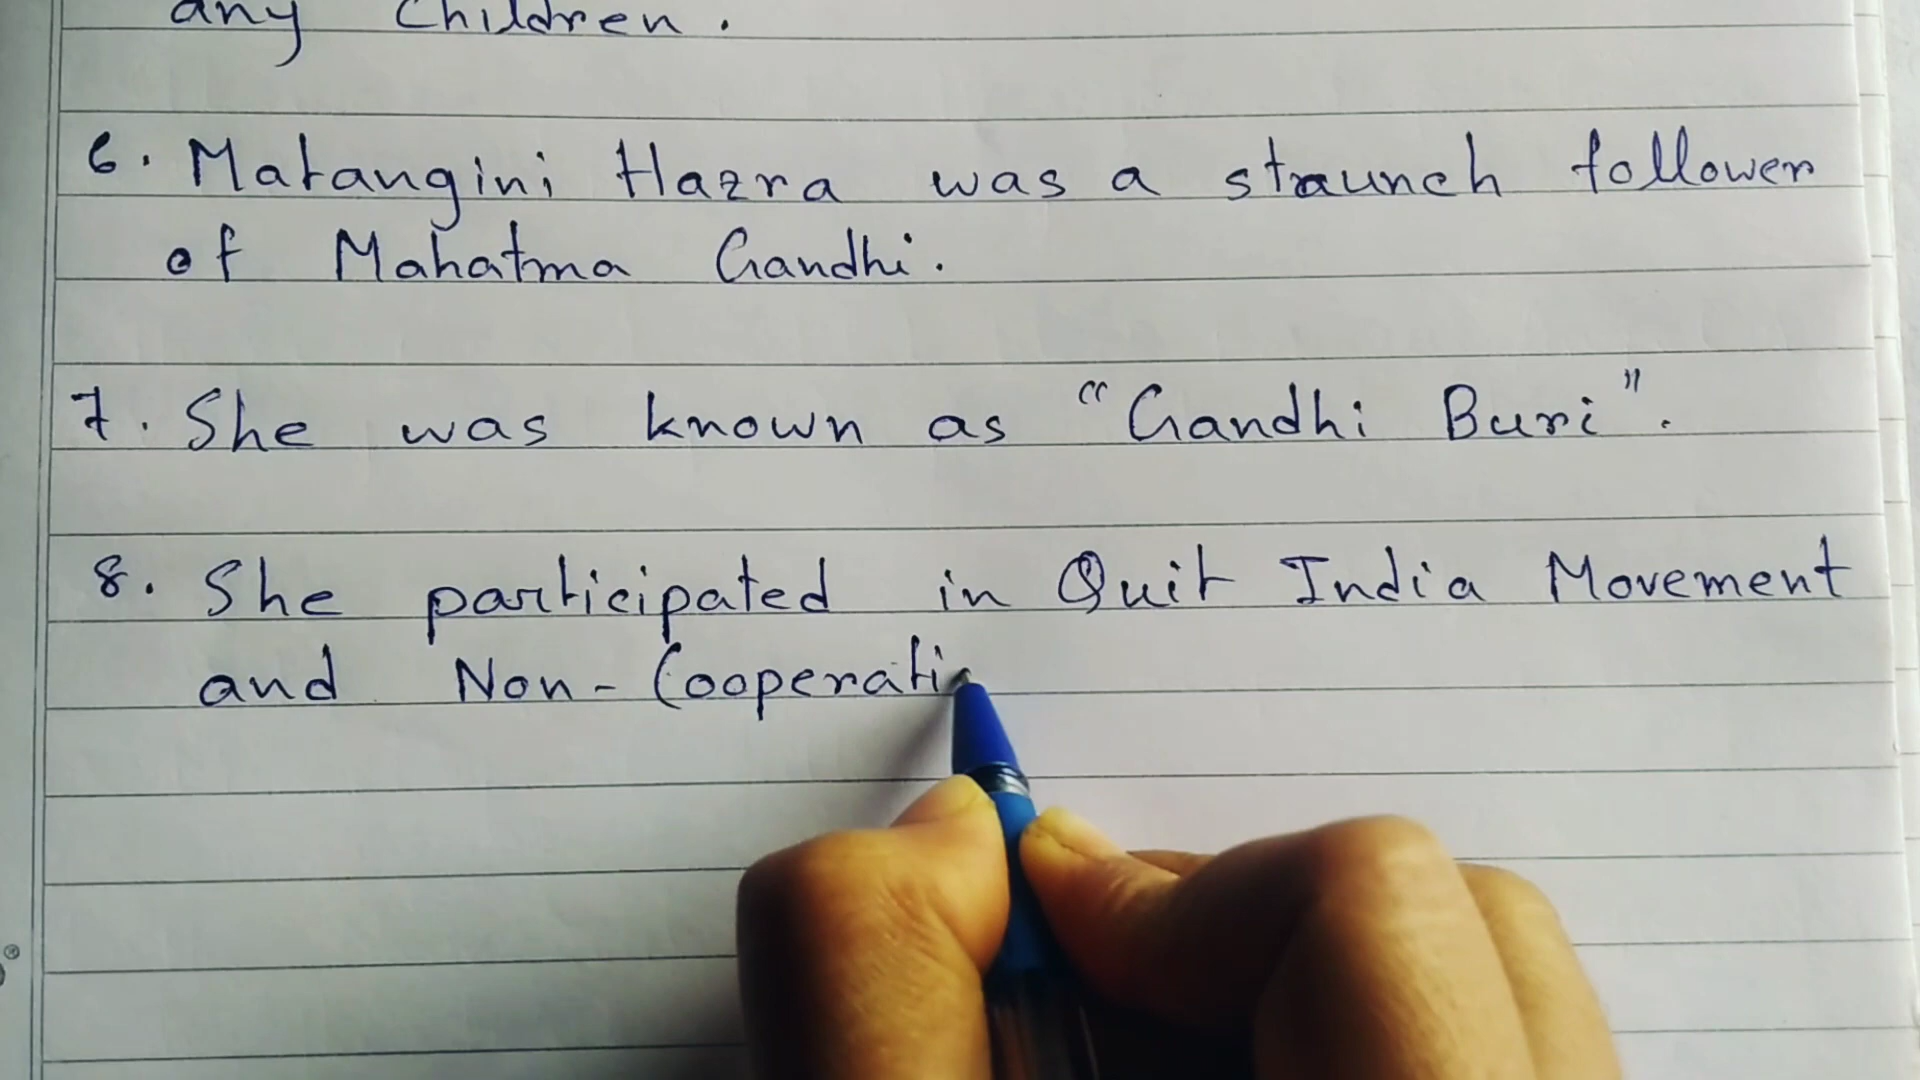 any Children.
6. Matangini Hazra was a staunch follower
of Mahatma Gandhi.
7. She was known as "Gandhi Buri".
8. She participated in Quit India Movement
and Non-Cooperati